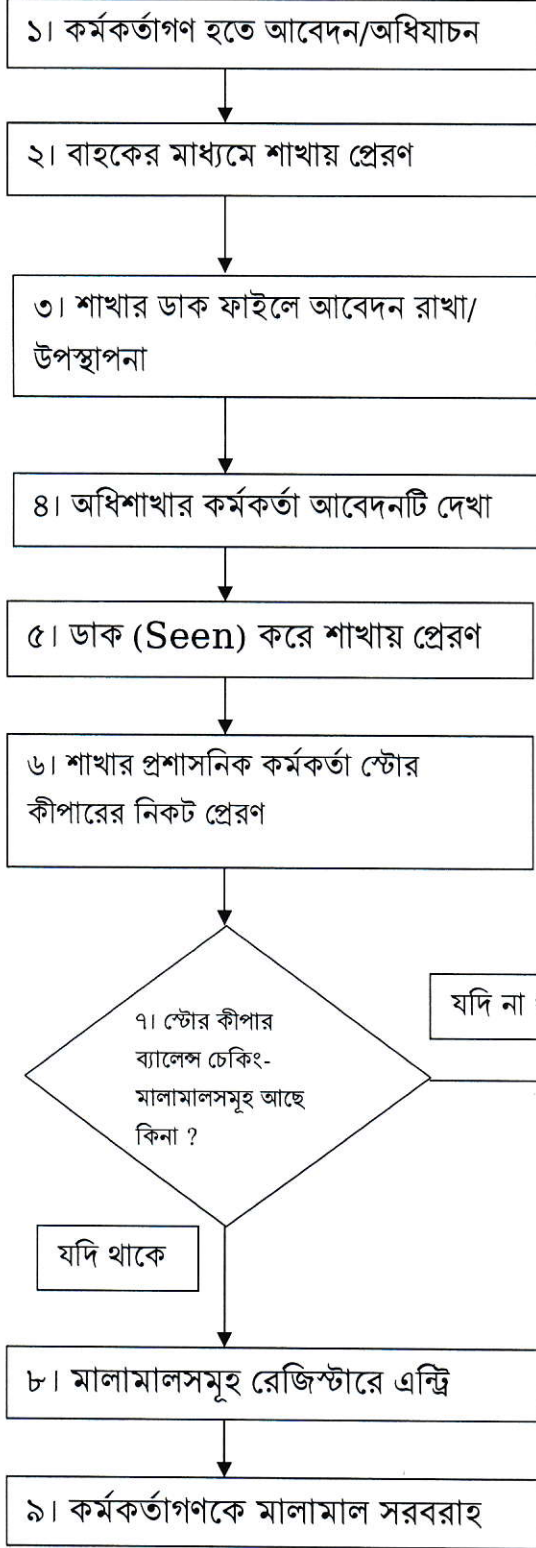 ১। কর্মকর্তাগণ হতে আবেদন/অধিযাচন
২। বাহকের মাধ্যমে শাখায় প্রেরণ
৩। শাখার ডাক ফাইলে আবেদন রাখা/
উপস্থাপনা
৪। অধিশাখার কর্মকর্তা আবেদনটি দেখা
৫। ডাক (Seen) করে শাখায় প্রেরণ
৬। শাখার প্রশাসনিক কর্মকর্তা স্টোর
কীপারের নিকট প্রেরণ
৭। স্টোর কীপার
ব্যালেন্স চেকিং-
মালামালসমূহ আছে
কিনা ?
যদি না
যদি থাকে
৮। মালামালসমূহ রেজিস্টারে এন্ট্রি
৯। কর্মকর্তাগণকে মালামাল সরবরাহ